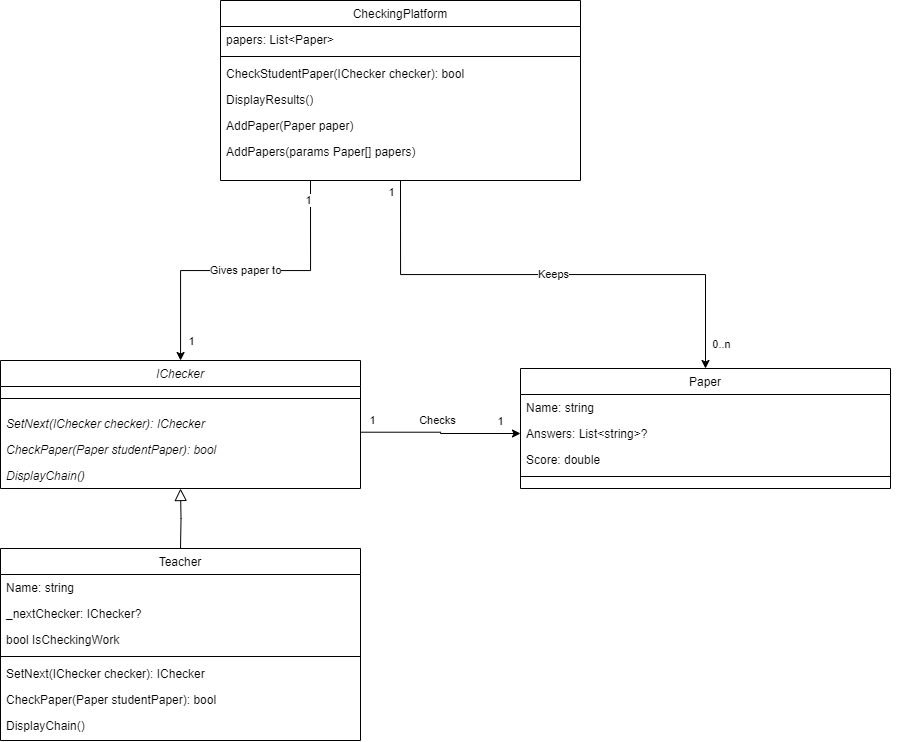 CheckingPlatform
papers: List<Paper>
CheckStudentPaper(IChecker checker): bool
DisplayResults()
AddPaper(Paper paper)
AddPapers(params Paper[] papers)
1
1
Gives paper to
Keeps
1
0..n
IChecker
SetNext(IChecker checker): IChecker
CheckPaper(Paper studentPaper): bool
DisplayChain()
1
Checks
1
Paper
Name: string
Answers: List<string>?
Score: double
Teacher
Name: string
_nextChecker: IChecker?
bool IsCheckingWork
SetNext(IChecker checker): IChecker
CheckPaper(Paper studentPaper): bool
DisplayChain()